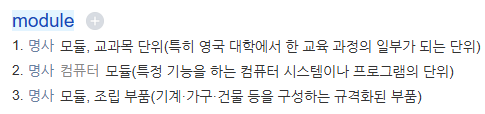 module
1. 명사 모듈, 교과목 단위(특히 영국 대학에서 한 교육 과정의 일부가 되는 단위)
2. 명사 컴퓨터 모듈(특정 기능을 하는 컴퓨터 시스템이나 프로그램의 단위)
3. 명사 모듈, 조립 부품(기계·가구·건물 등을 구성하는 규격화된 부품)